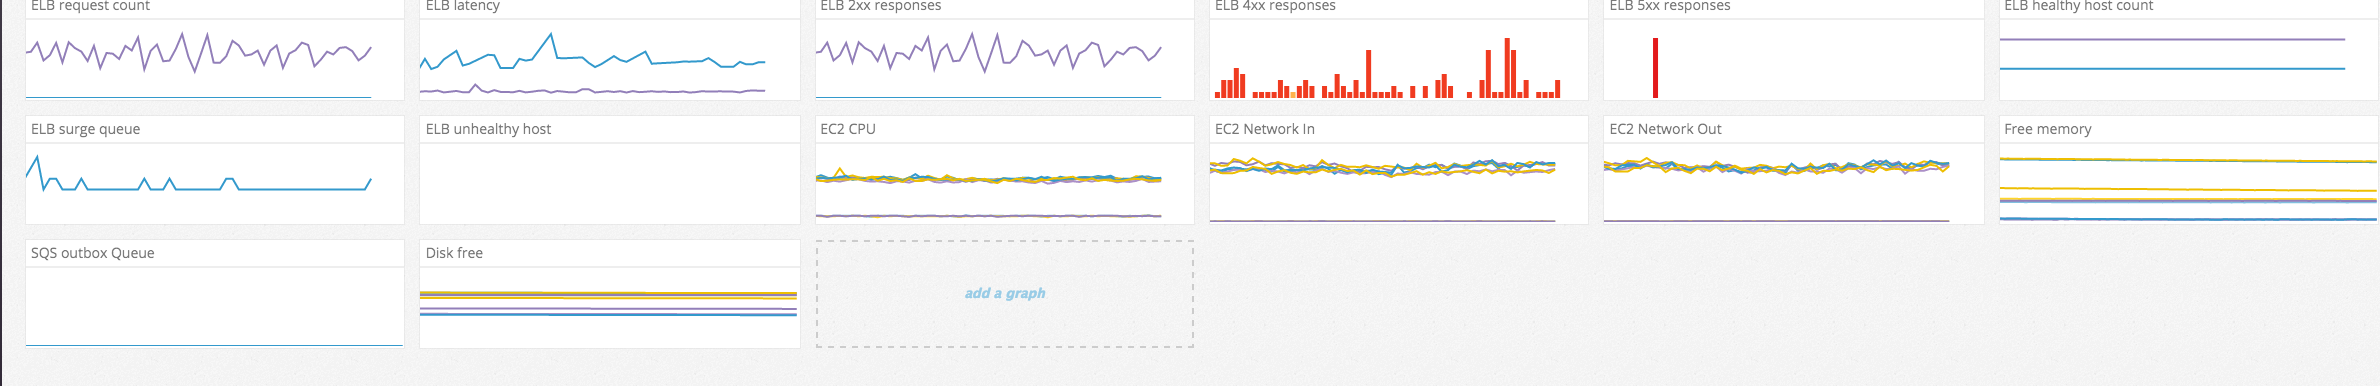 ELB request count
ELB latency
ELB 2xx responses
ELB 4xx responses
ELB 5xx responses
ELB healthy host count
ELB surge queue
ELB unhealthy host
EC2 CPU
EC2 Network In
EC2 Network Out
Free memory
SQS outbox Queue
Disk free
add a graph